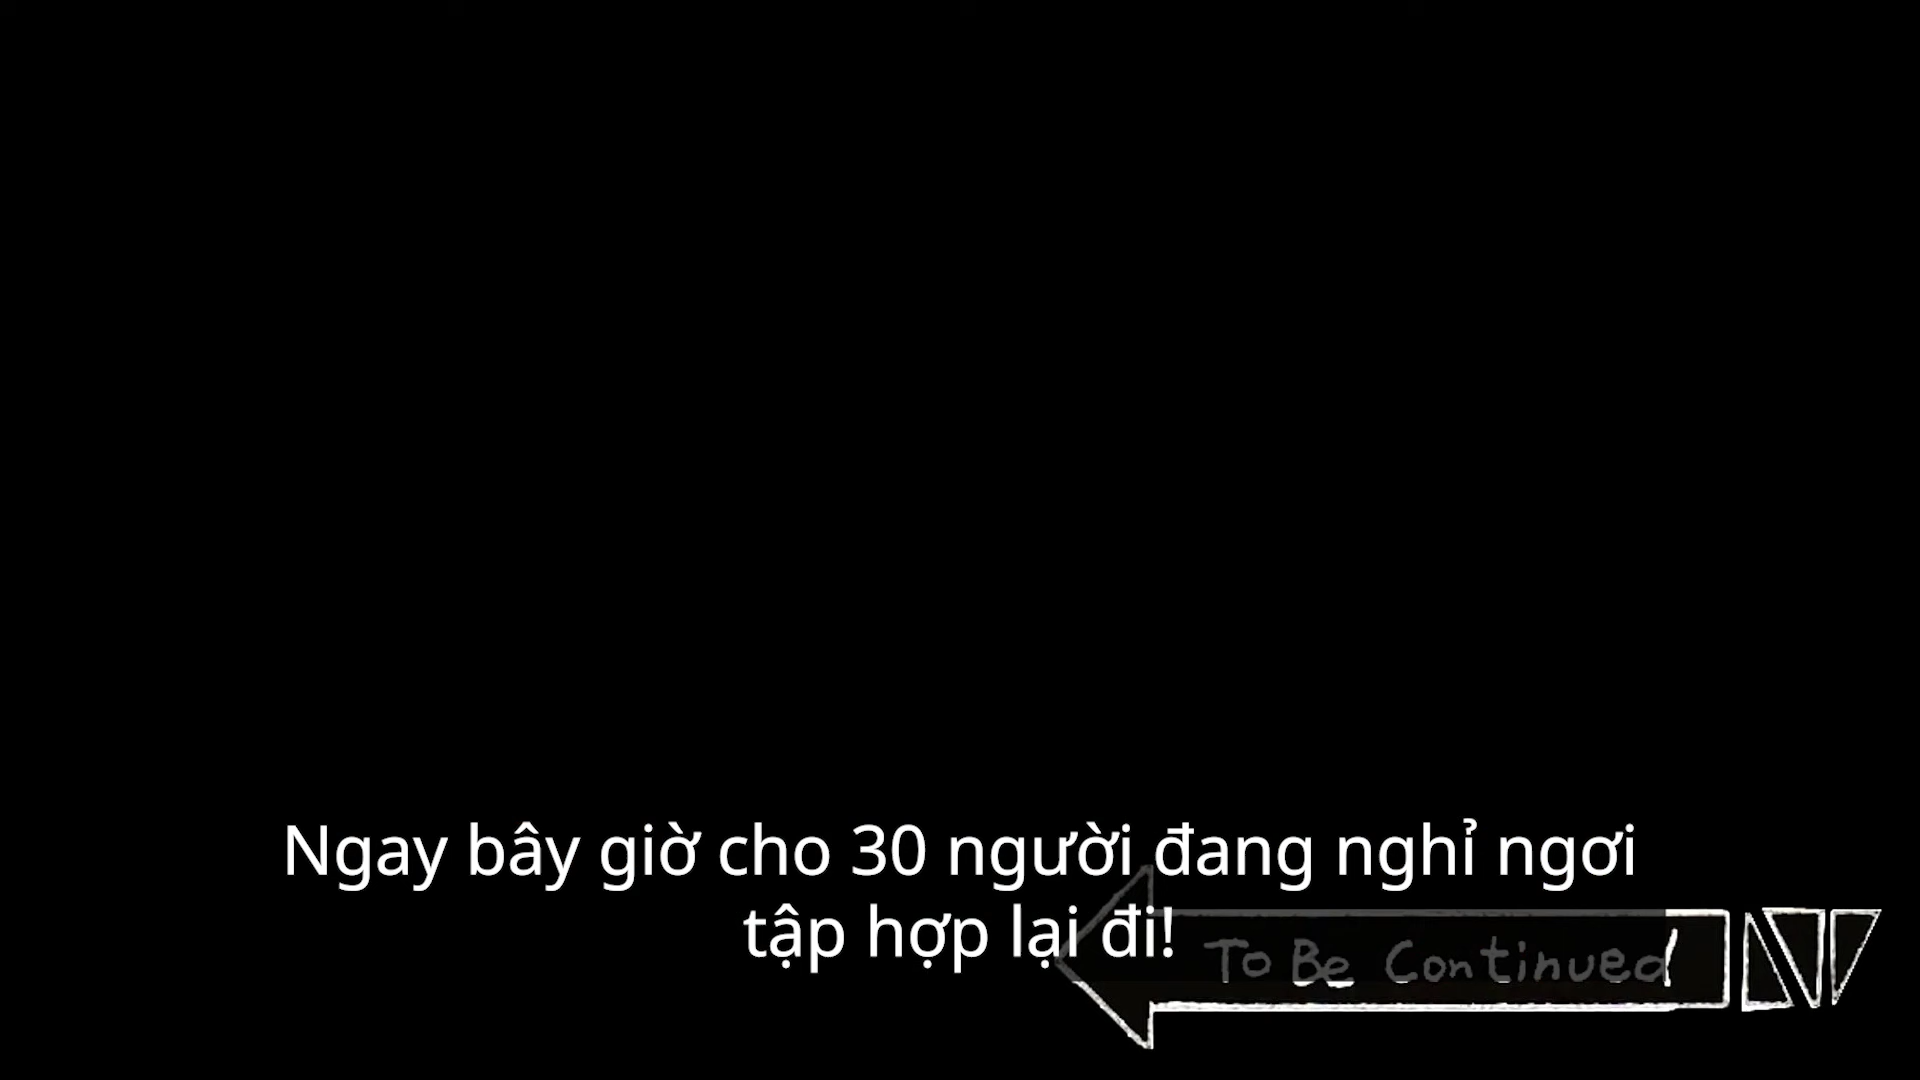 Ngay bây giờ cho 30 người đang nghỉ ngơi
tập hợp lại đi!
To Be Continued